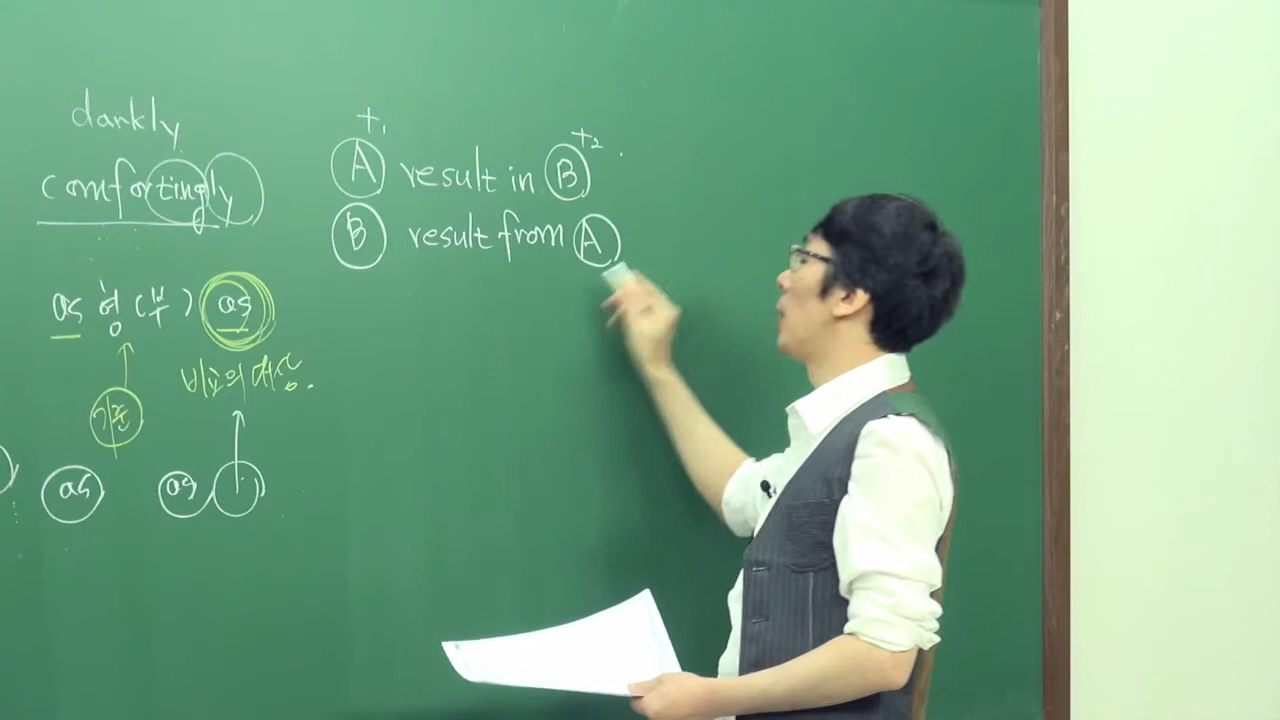 darkly
comfortingly
as 형 (부) as
비교의 대상.
기준
as as
t₁ t₂
A result in B
B result from A